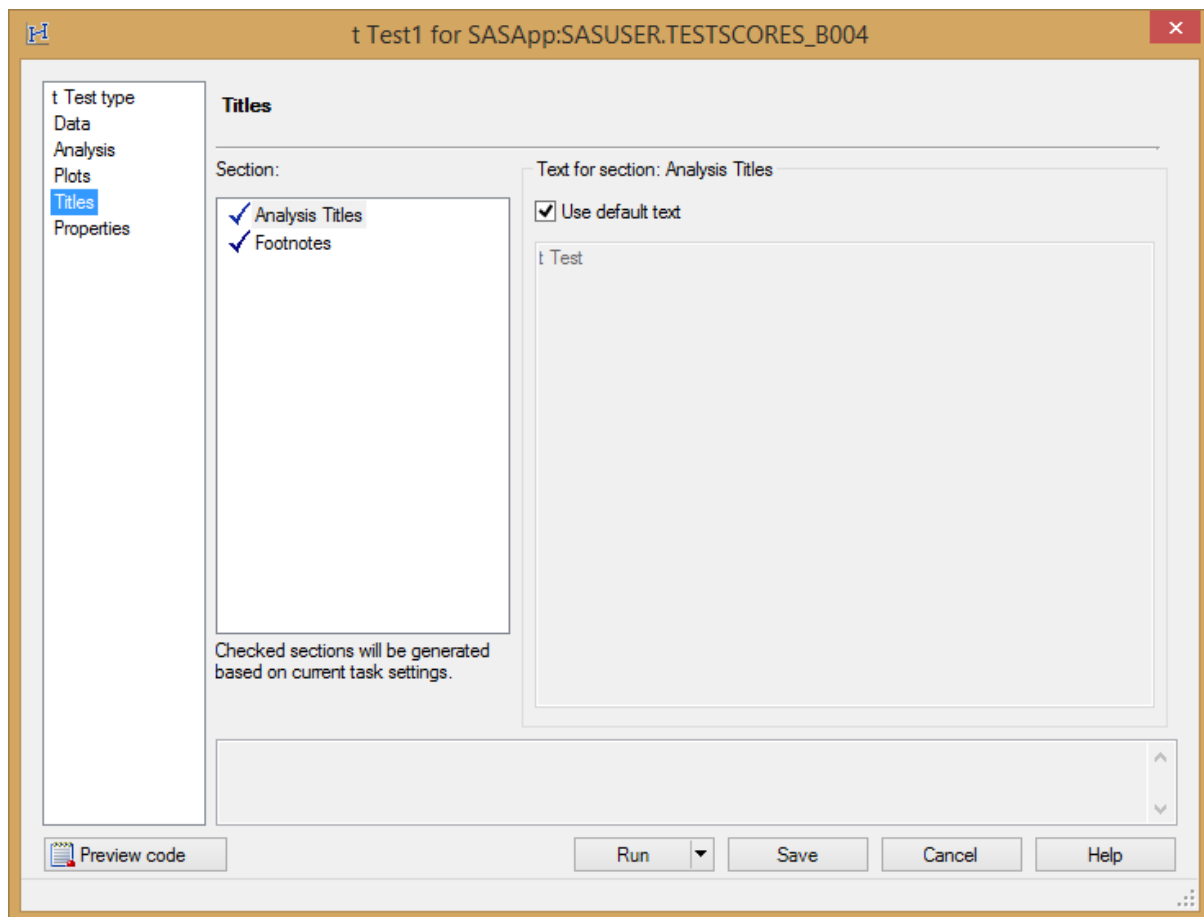 t Test1 for SASApp:SASUSER.TESTSCORES_B004
t Test type
Data
Analysis
Plots
Titles
Properties
Titles
Section:
Analysis Titles
Footnotes
Checked sections will be generated
based on current task settings.
Text for section: Analysis Titles
Use default text
t Test
Preview code
Run
Save
Cancel
Help